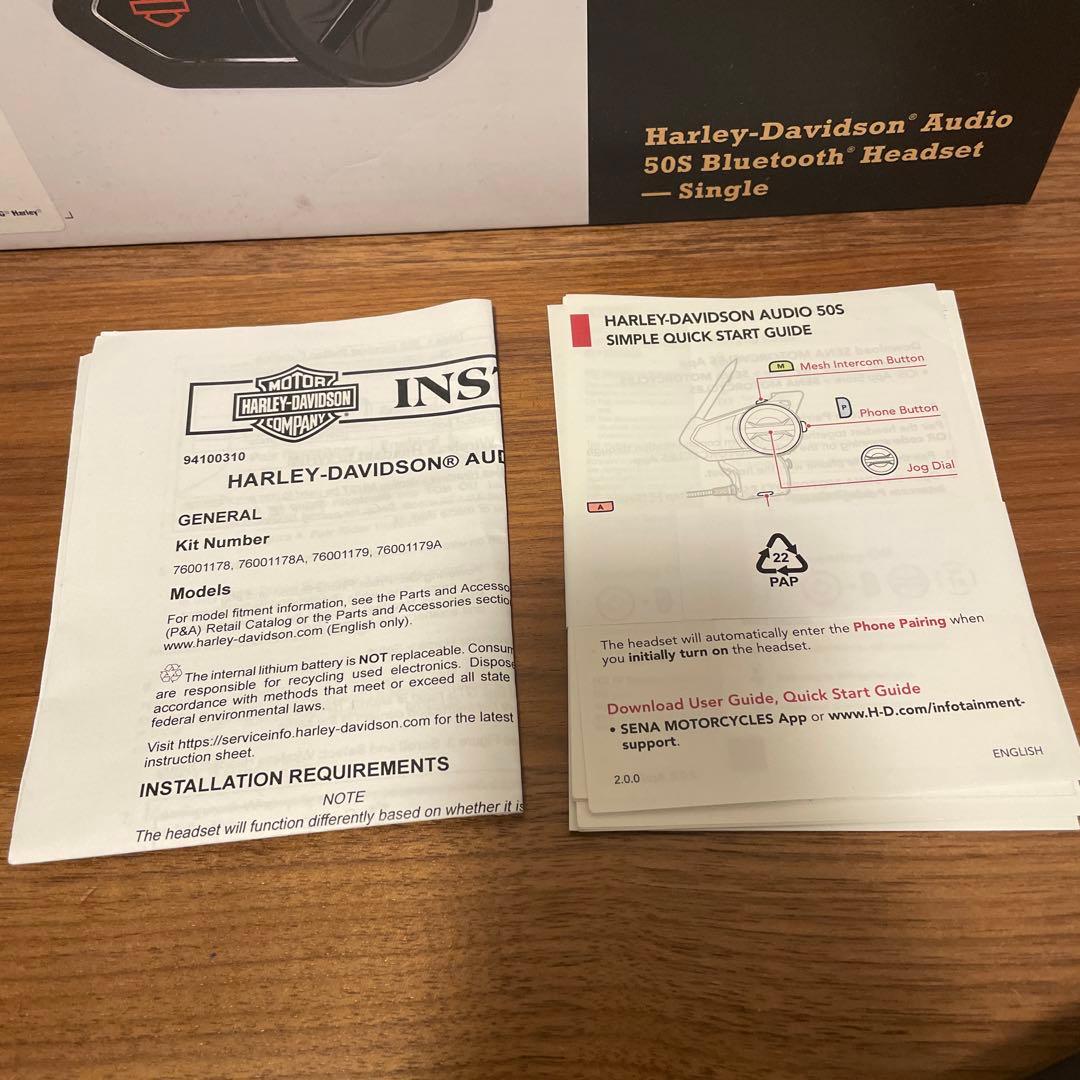 Harley-Davidson® Audio
50S Bluetooth® Headset
— Single
Harley®
MOTOR
HARLEY-DAVIDSON
COMPANY
INST
94100310
HARLEY-DAVIDSON® AUD
GENERAL
Kit Number
76001178, 76001178A, 76001179, 76001179A
Models
For model fitment information, see the Parts and Accesso
(P&A) Retail Catalog or the Parts and Accessories sectio
www.harley-davidson.com (English only).
The internal lithium battery is NOT replaceable. Consum
are responsible for recycling used electronics. Dispose
accordance with methods that meet or exceed all state
federal environmental laws.
Visit https://serviceinfo.harley-davidson.com for the latest
instruction sheet.
INSTALLATION REQUIREMENTS
NOTE
The headset will function differently based on whether it is
HARLEY-DAVIDSON AUDIO 50S
SIMPLE QUICK START GUIDE
M Mesh Intercom Button
P Phone Button
Jog Dial
A
22
PAP
The headset will automatically enter the Phone Pairing when
you initially turn on the headset.
Download User Guide, Quick Start Guide
• SENA MOTORCYCLES App or www.H-D.com/infotainment-
support.
2.0.0
ENGLISH